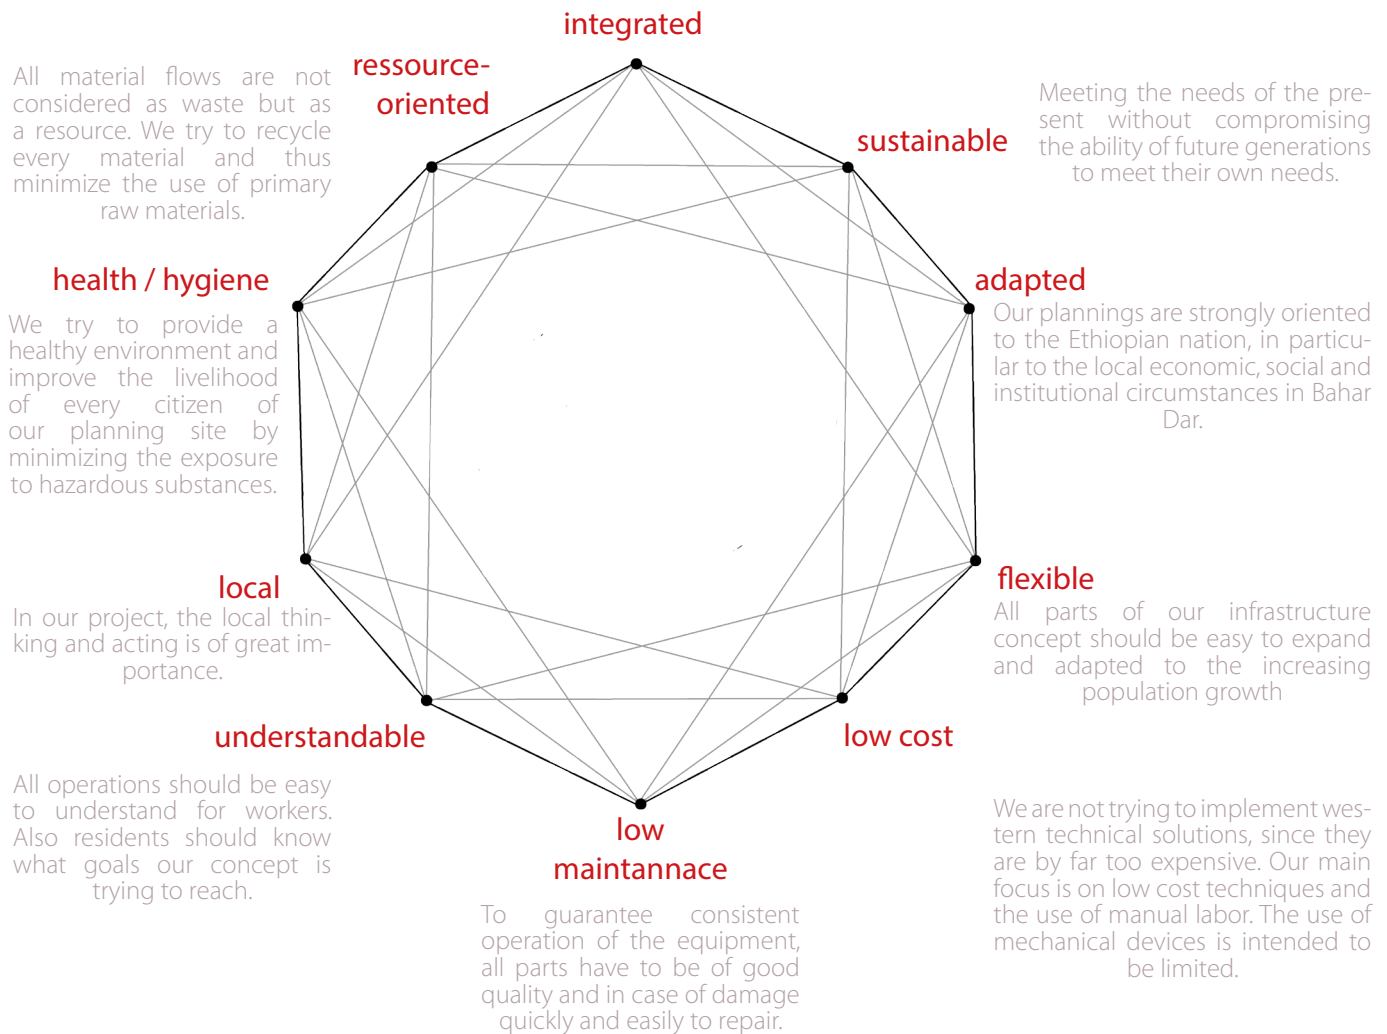 integrated
ressource-
oriented
All material flows are not
considered as waste but as
a resource. We try to recycle
every material and thus
minimize the use of primary
raw materials.
sustainable
Meeting the needs of the pre-
sent without compromising
the ability of future generations
to meet their own needs.
health / hygiene
We try to provide a
healthy environment and
improve the livelihood
of every citizen of
our planning site by
minimizing the exposure
to hazardous substances.
adapted
Our plannings are strongly oriented
to the Ethiopian nation, in particu-
lar to the local economic, social and
institutional circumstances in Bahar
Dar.
local
In our project, the local thin-
king and acting is of great im-
portance.
flexible
All parts of our infrastructure
concept should be easy to expand
and adapted to the increasing
population growth
understandable
All operations should be easy
to understand for workers.
Also residents should know
what goals our concept is
trying to reach.
low cost
We are not trying to implement wes-
tern technical solutions, since they
are by far too expensive. Our main
focus is on low cost techniques and
the use of manual labor. The use of
mechanical devices is intended to
be limited.
low
maintannace
To guarantee consistent
operation of the equipment,
all parts have to be of good
quality and in case of damage
quickly and easily to repair.